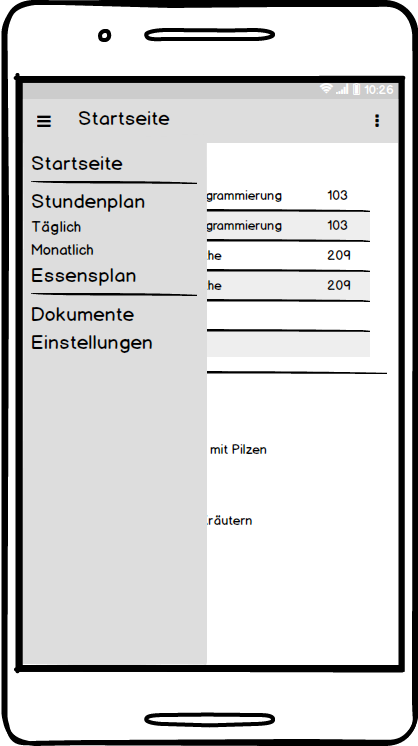 10:26
Startseite
Startseite
Stundenplan
Täglich
Monatlich
Essensplan
Dokumente
Einstellungen
grammierung 103
grammierung 103
he 209
he 209
mit Pilzen
räutern